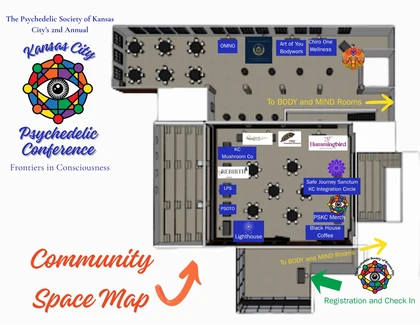 The Psychedelic Society of Kansas
City's 2nd Annual
Kansas City
Psychedelic
Conference
Frontiers in Consciousness
OMNO
Art of You
Bodywork
Chiro One
Wellness
To BODY and MIND Rooms
KC
Mushroom Co
Hummingbird
REBIRTH
LPS
PSOTO
Lighthouse
Safe Journey Sanctum
KC Integration Circle
PSKC Merch
Black House
Coffee
To BODY and MIND Rooms
Community
Space Map
Registration and Check In